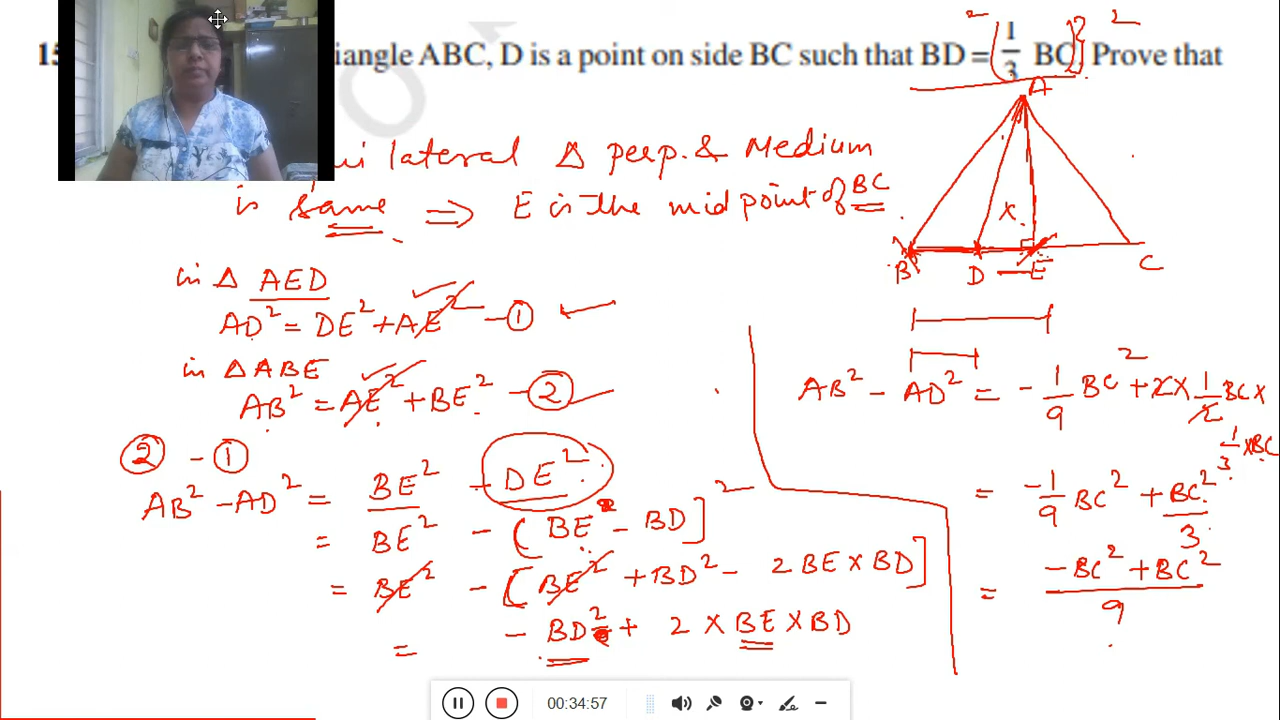 15
iangle ABC, D is a point on side BC such that BD = (1/3 BC)². Prove that
lateral Δ perp. & Medium
is same ⇒ E is the midpoint of BC
A
X
B D E C
in Δ AED
AD² = DE² + AE² — ①
in Δ ABE
AB² = AE² + BE² — ②
② - ①
AB² - AD² = BE² - DE²
= BE² - (BE - BD]²
= BE² - (BE² + BD² - 2BE × BD]
= - BD² + 2 × BE × BD
AB² - AD² = - 1/9 BC² + 2 × 1/2 BC ×
1/3 × BC
= -1/9 BC² + BC²/3
= -BC² + BC² / 9
00:34:57